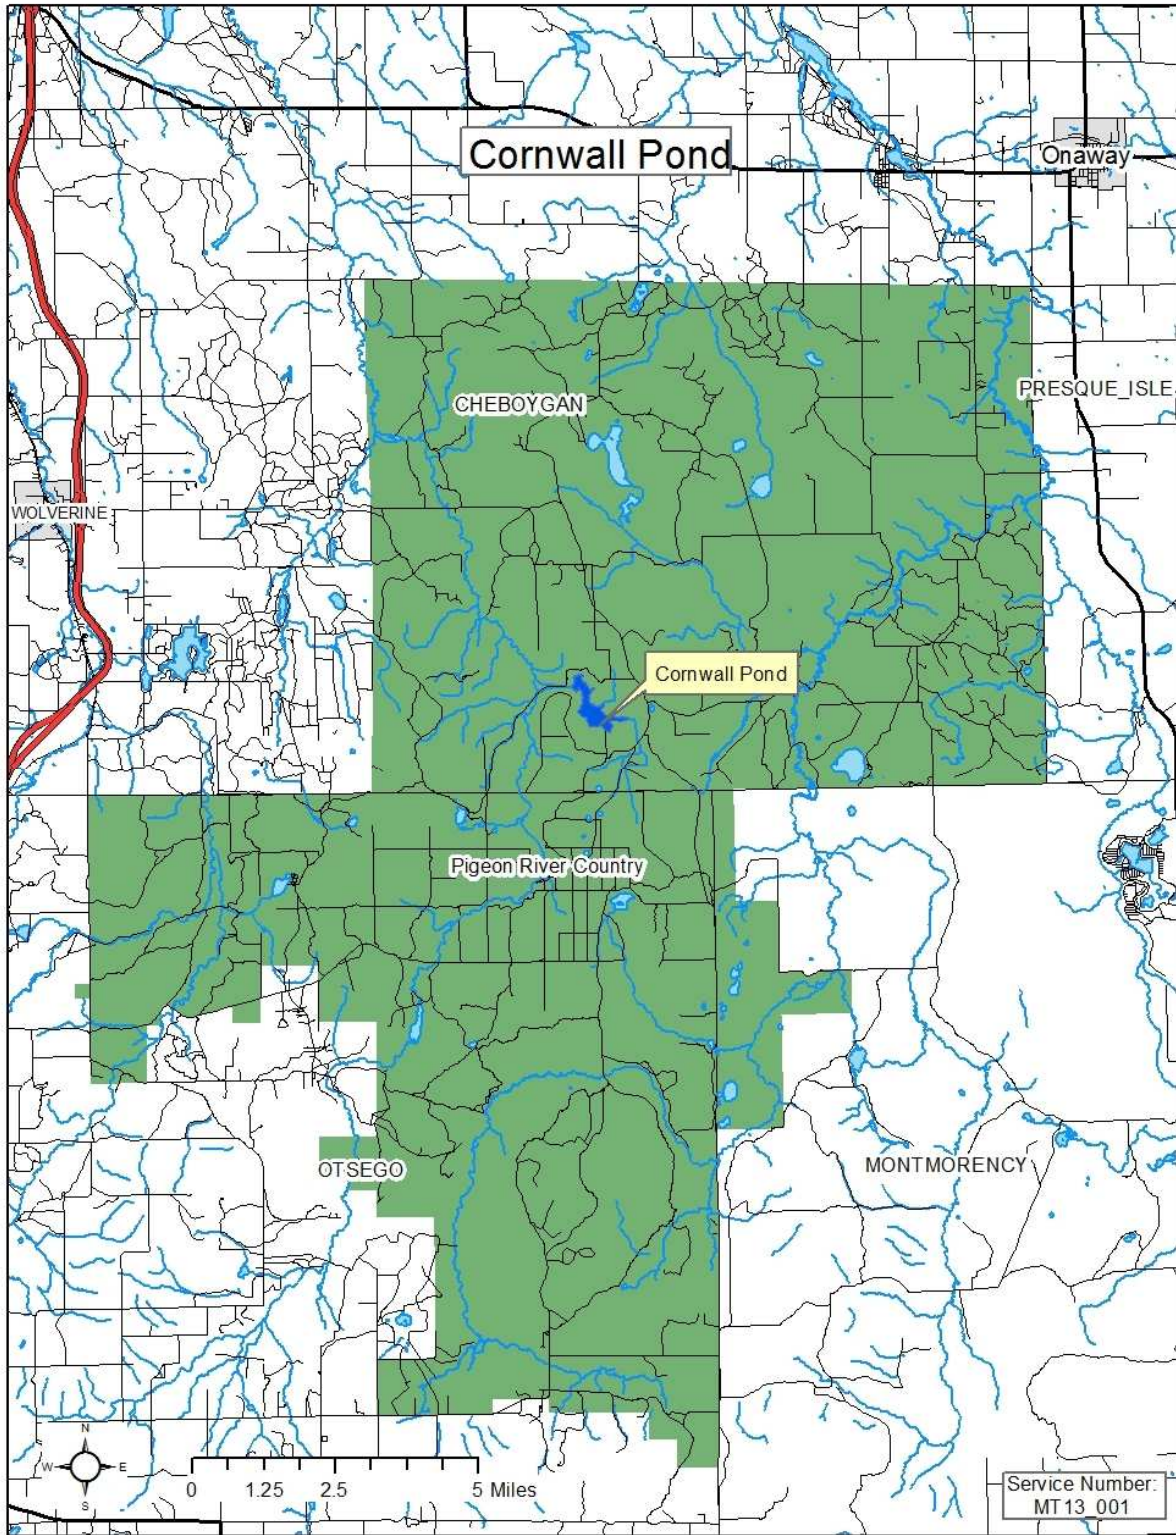 Cornwall Pond
Onaway
CHEBOYGAN
PRESQUE_ISLE
WOLVERINE
Cornwall Pond
Pigeon River Country
OTSEGO
MONTMORENCY
N
W E
S
0 1.25 2.5 5 Miles
Service Number:
MT13_001